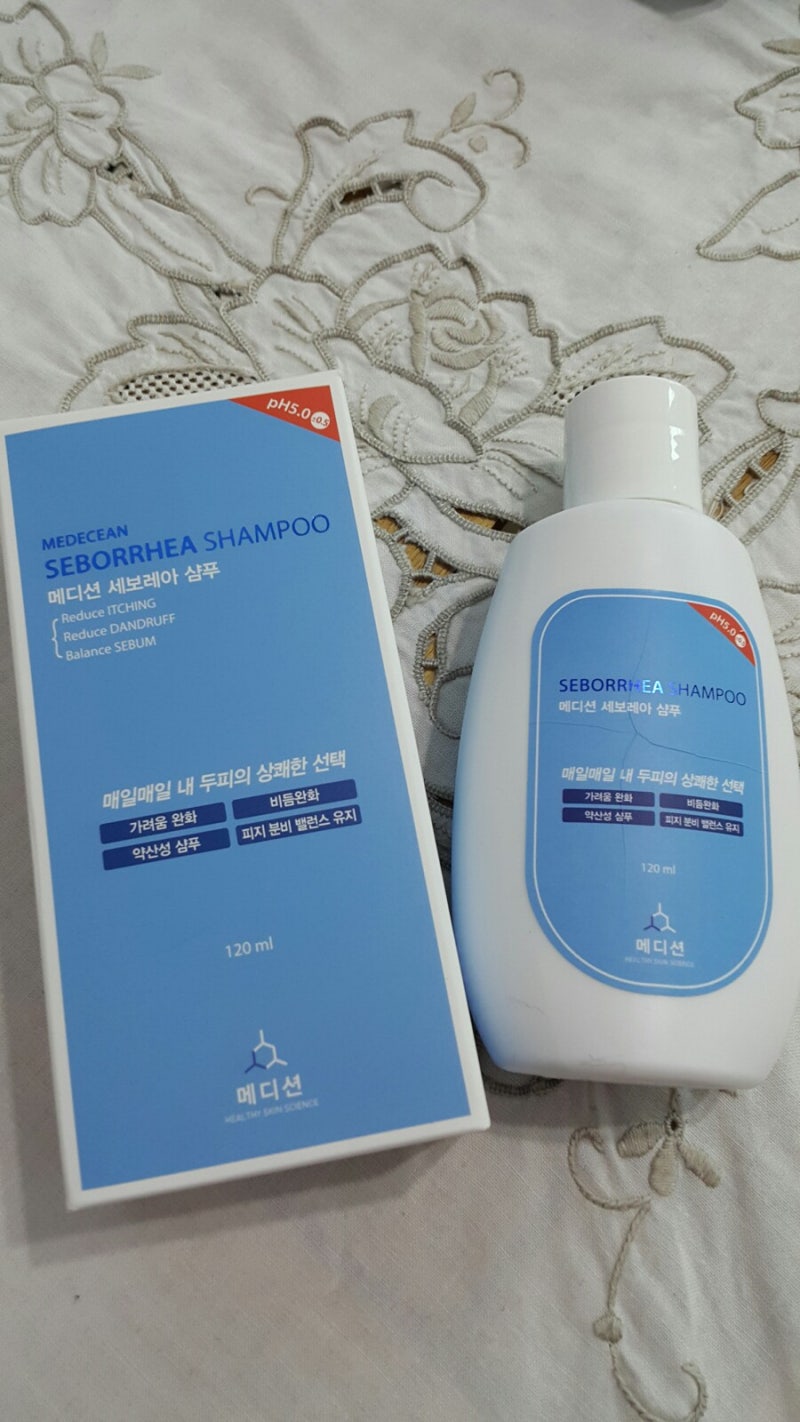 pH5.0±0.5
MEDECEAN
SEBORRHEA SHAMPOO
메디션 세보레아 샴푸
Reduce ITCHING
Reduce DANDRUFF
Balance SEBUM
매일매일 내 두피의 상쾌한 선택
가려움 완화 비듬완화
약산성 샴푸 피지 분비 밸런스 유지
120 ml
메디션
HEALTHY SKIN SCIENCE
pH5.0±0.5
SEBORRHEA SHAMPOO
메디션 세보레아 샴푸
매일매일 내 두피의 상쾌한 선택
가려움 완화 비듬완화
약산성 샴푸 피지 분비 밸런스 유지
120 ml
메디션
HEALTHY SKIN SCIENCE